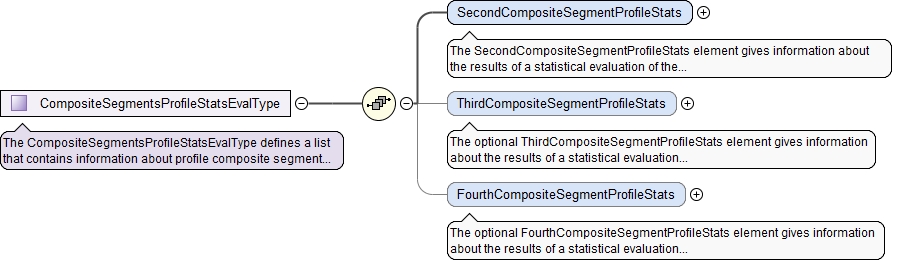 SecondCompositeSegmentProfileStats
The SecondCompositeSegmentProfileStats element gives information about
the results of a statistical evaluation of the...
CompositeSegmentsProfileStatsEvalType
The CompositeSegmentsProfileStatsEvalType defines a list
that contains information about profile composite segment...
ThirdCompositeSegmentProfileStats
The optional ThirdCompositeSegmentProfileStats element gives information
about the results of a statistical evaluation...
FourthCompositeSegmentProfileStats
The optional FourthCompositeSegmentProfileStats element gives information
about the results of a statistical evaluation...